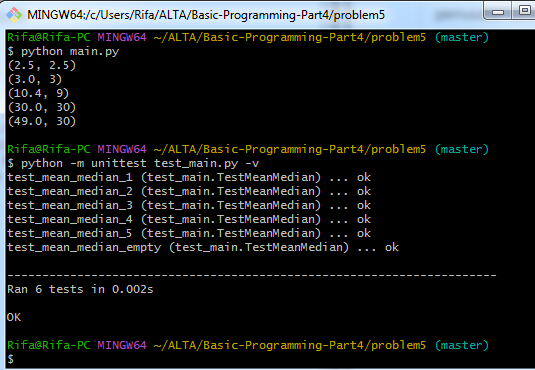 MINGW64:/c/Users/Rifa/ALTA/Basic-Programming-Part4/problem5
Rifa@Rifa-PC MINGW64 ~/ALTA/Basic-Programming-Part4/problem5 (master)
$ python main.py
(2.5, 2.5)
(3.0, 3)
(10.4, 9)
(30.0, 30)
(49.0, 30)
Rifa@Rifa-PC MINGW64 ~/ALTA/Basic-Programming-Part4/problem5 (master)
$ python -m unittest test_main.py -v
test_mean_median_1 (test_main.TestMeanMedian) ... ok
test_mean_median_2 (test_main.TestMeanMedian) ... ok
test_mean_median_3 (test_main.TestMeanMedian) ... ok
test_mean_median_4 (test_main.TestMeanMedian) ... ok
test_mean_median_5 (test_main.TestMeanMedian) ... ok
test_mean_median_empty (test_main.TestMeanMedian) ... ok
----------------------------------------------------------------------
Ran 6 tests in 0.002s
OK
Rifa@Rifa-PC MINGW64 ~/ALTA/Basic-Programming-Part4/problem5 (master)
$